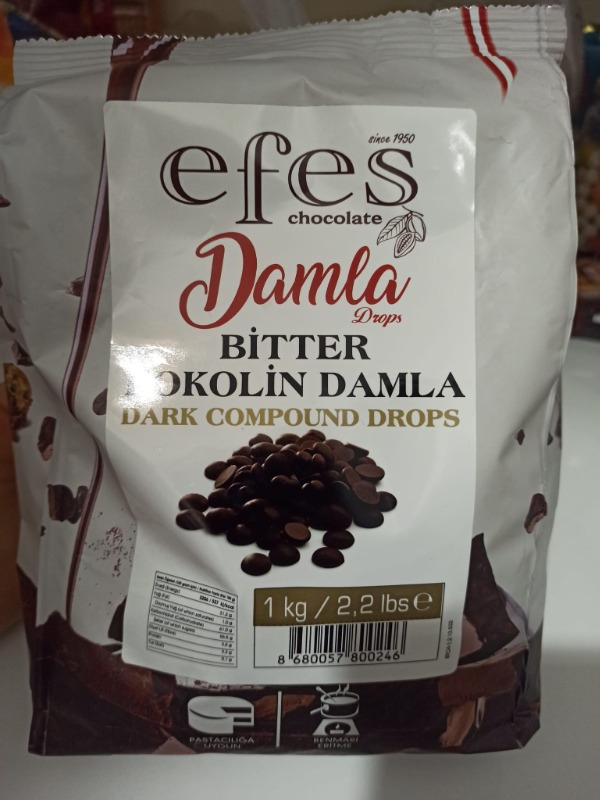 since 1950
efes
chocolate
Damla
Drops
BİTTER
OKOLİN DAMLA
DARK COMPOUND DROPS
1 kg / 2,2 lbs e
8 680057 800246
PASTACILIĞA
UYGUN
BENMARİ
ERİTME